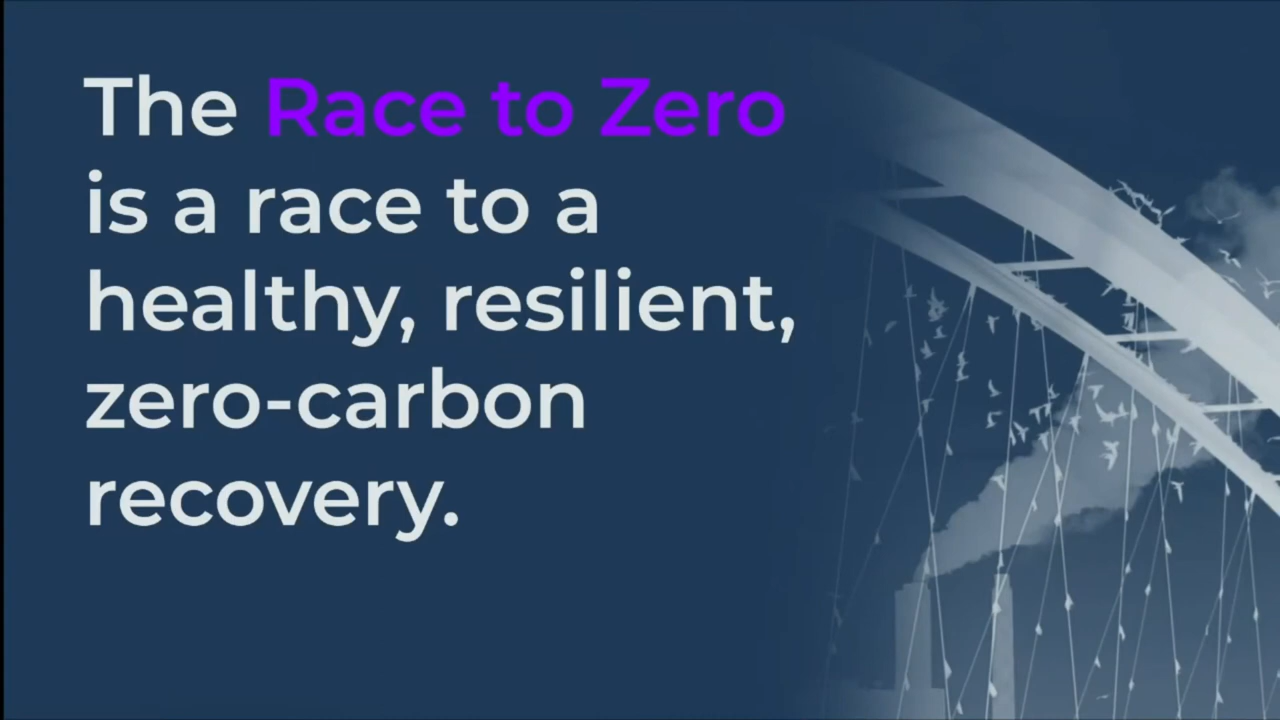 The Race to Zero
is a race to a
healthy, resilient,
zero-carbon
recovery.